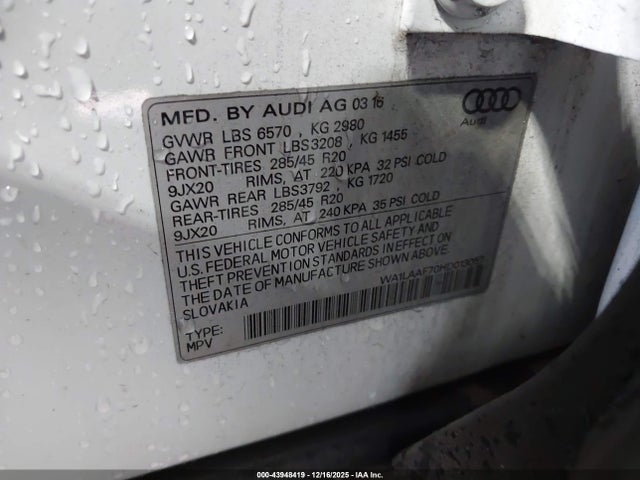 MFD. BY AUDI AG 03 16
Audi
GVWR LBS 6570 , KG 2980
GAWR FRONT LBS3208 , KG 1455
FRONT-TIRES 285/45 R20
9JX20 RIMS, AT 220 KPA 32 PSI COLD
GAWR REAR LBS3792 , KG 1720
REAR-TIRES 285/45 R20
9JX20 RIMS, AT 240 KPA 35 PSI COLD
THIS VEHICLE CONFORMS TO ALL APPLICABLE
U.S. FEDERAL MOTOR VEHICLE SAFETY AND
THEFT PREVENTION STANDARDS IN EFFECT ON
THE DATE OF MANUFACTURE SHOWN ABOVE.
SLOVAKIA
TYPE:
MPV
000-43948419 - 12/16/2025 - IAA Inc.